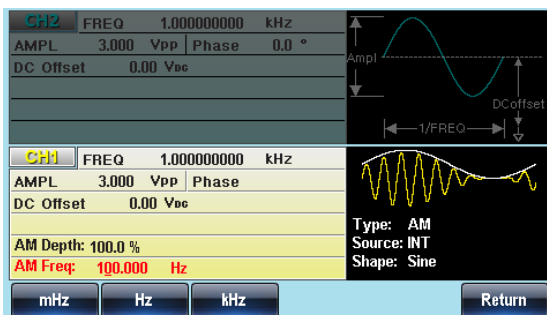 CH2 FREQ 1.000000000 kHz
AMPL 3.000 Vpp Phase 0.0 °
DC Offset 0.00 VDC
Ampl
DCoffset
1/FREQ
CH1 FREQ 1.000000000 kHz
AMPL 3.000 Vpp Phase
DC Offset 0.00 VDC
AM Depth: 100.0 %
AM Freq: 100.000 Hz
Type: AM
Source: INT
Shape: Sine
mHz Hz kHz Return